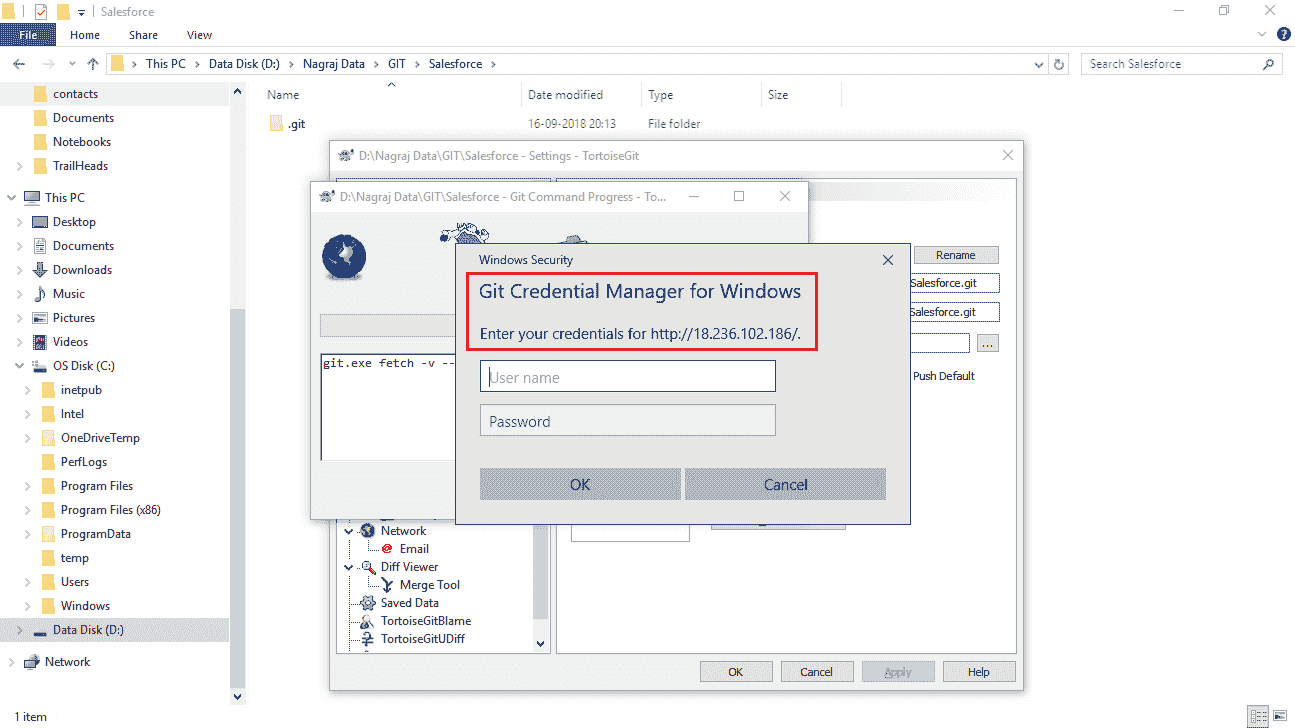 Salesforce
File Home Share View
This PC Data Disk (D:) Nagraj Data GIT Salesforce
Search Salesforce
contacts
Documents
Notebooks
TrailHeads
This PC
Desktop
Documents
Downloads
Music
Pictures
Videos
OS Disk (C:)
inetpub
Intel
OneDriveTemp
PerfLogs
Program Files
Program Files (x86)
ProgramData
temp
Users
Windows
Data Disk (D:)
Network
Name Date modified Type Size
.git 16-09-2018 20:13 File folder
D:\Nagraj Data\GIT\Salesforce - Settings - TortoiseGit
D:\Nagraj Data\GIT\Salesforce - Git Command Progress - To...
git.exe fetch -v --
Windows Security
Git Credential Manager for Windows
Enter your credentials for http://18.236.102.186/.
User name
Password
OK Cancel
Rename
Salesforce.git
Salesforce.git
...
Push Default
Network
Email
Diff Viewer
Merge Tool
Saved Data
TortoiseGitBlame
TortoiseGitUDiff
OK Cancel Apply Help
1 item